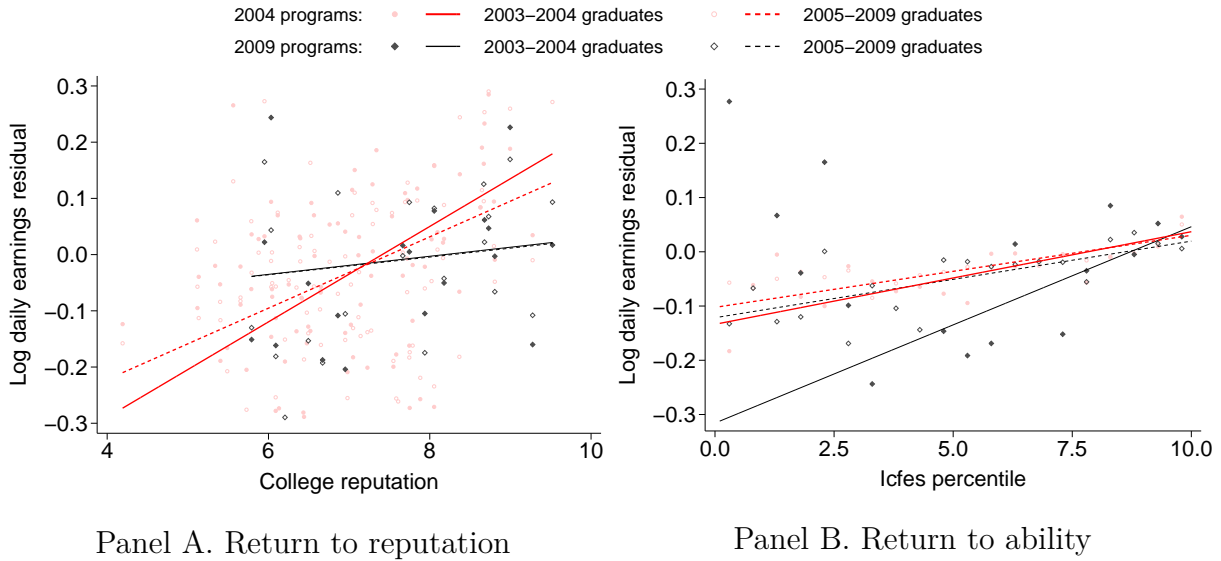 2004 programs: 2003−2004 graduates 2005−2009 graduates
2009 programs: 2003−2004 graduates 2005−2009 graduates
Log daily earnings residual
0.3
0.2
0.1
0.0
−0.1
−0.2
−0.3
4 6 8 10
College reputation
Panel A. Return to reputation
Log daily earnings residual
0.3
0.2
0.1
0.0
−0.1
−0.2
−0.3
0.0 2.5 5.0 7.5 10.0
Icfes percentile
Panel B. Return to ability